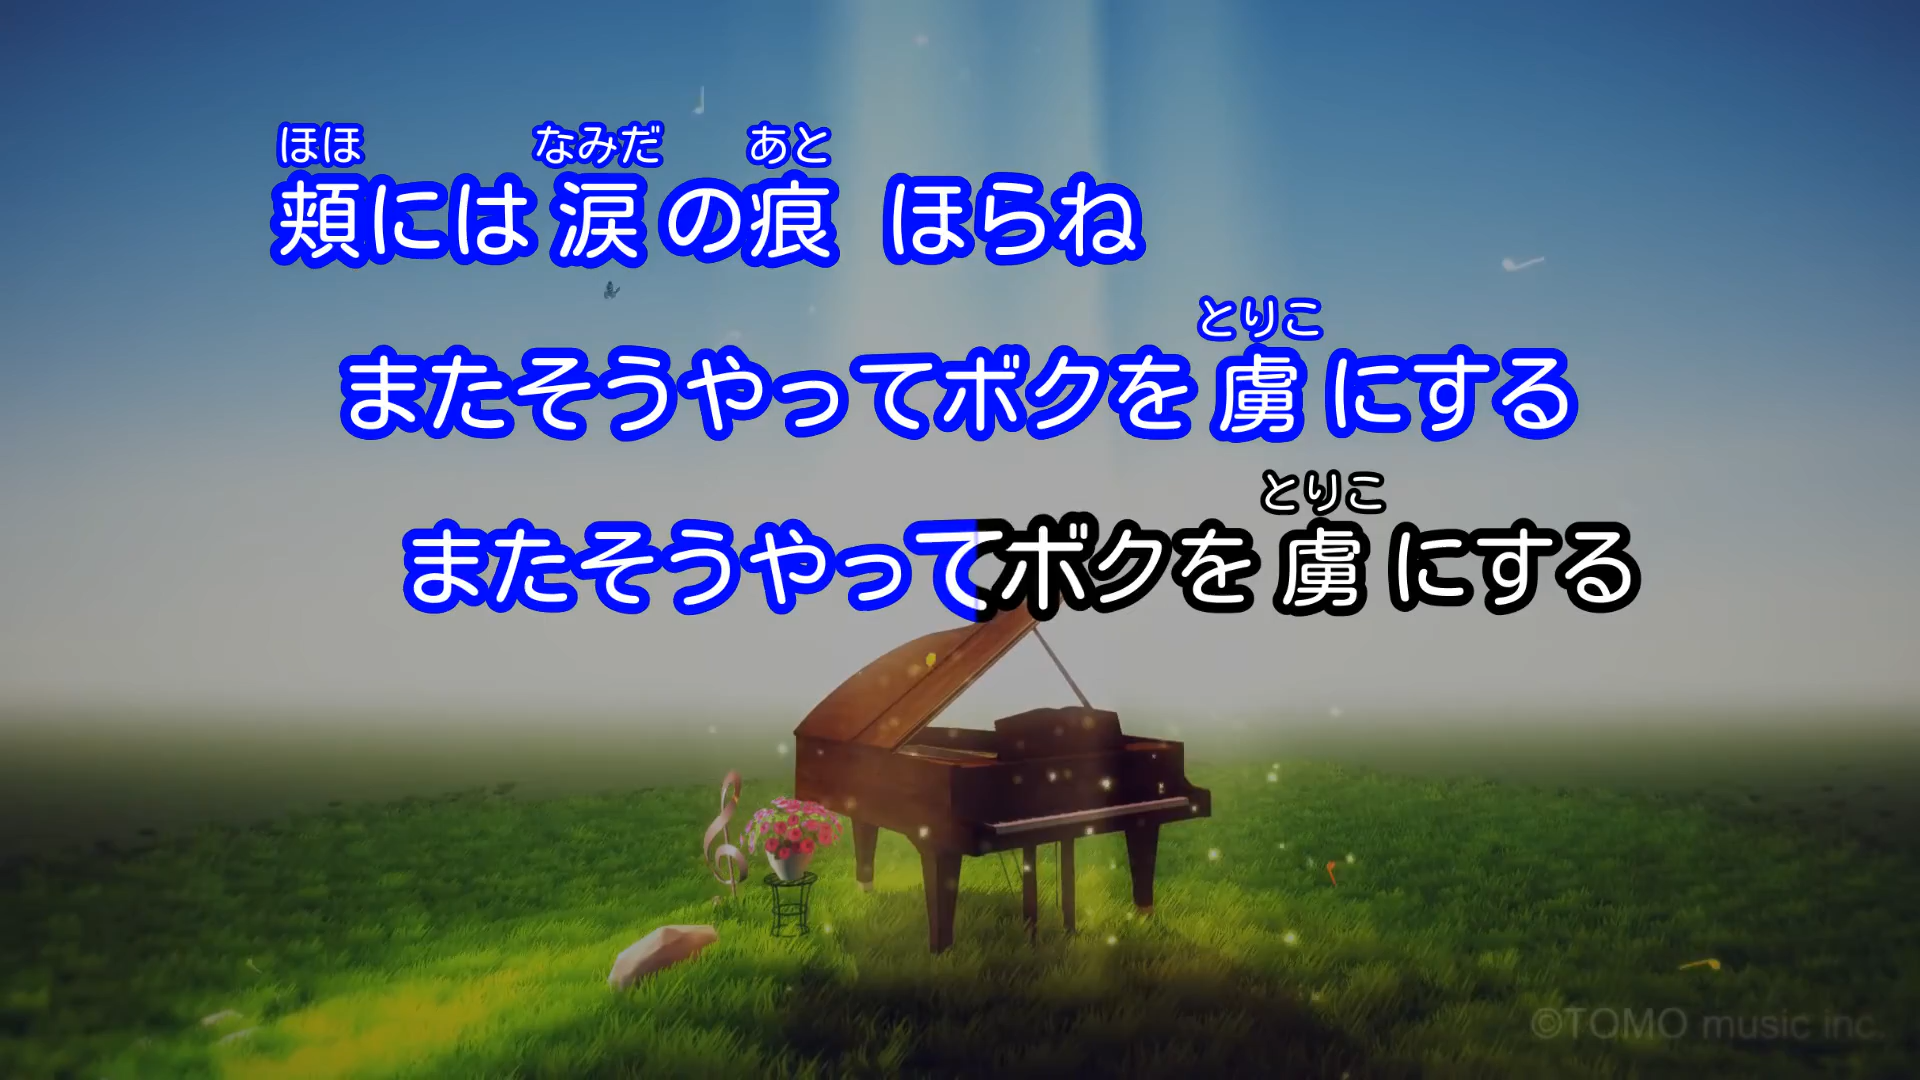 ほほ なみだ あと
頬には涙の痕 ほらね
とりこ
またそうやってボクを虜にする
とりこ
またそうやってボクを虜にする
©TOMO music inc.